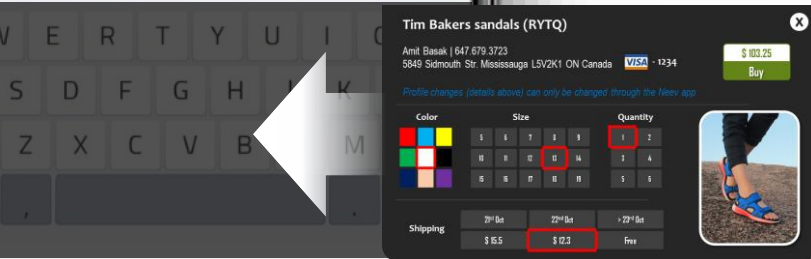 W E R T Y U I
S D F G H J K
Z X C V B M
, .
Tim Bakers sandals (RYTQ)
X
Amit Basak | 647.679.3723
5849 Sidmouth Str. Mississauga L5V2K1 ON Canada
VISA - 1234
$ 103.25
Buy
Profile changes (details above) can only be changed through the Neev app
Color Size Quantity
5 6 7 8 9 1 2
10 11 12 13 14 3 4
15 16 17 18 19 5 6
Shipping
21st Oct 22nd Oct > 23rd Oct
$ 15.5 $ 12.3 Free